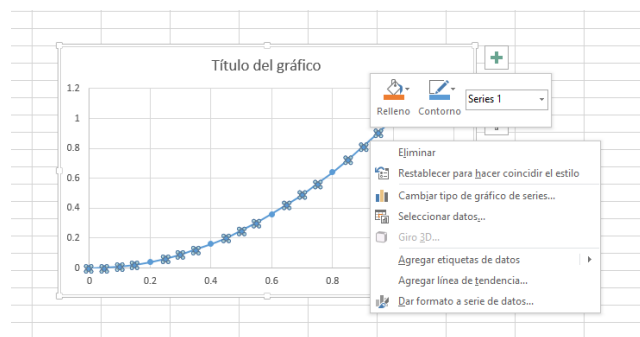 Título del gráfico
1.2
1
0.8
0.6
0.4
0.2
0
0
0.2
0.4
0.6
0.8
Relleno
Contorno
Series 1
Eliminar
Restablecer para hacer coincidir el estilo
Cambiar tipo de gráfico de series...
Seleccionar datos...
Giro 3D...
Agregar etiquetas de datos
Agregar línea de tendencia...
Dar formato a serie de datos...